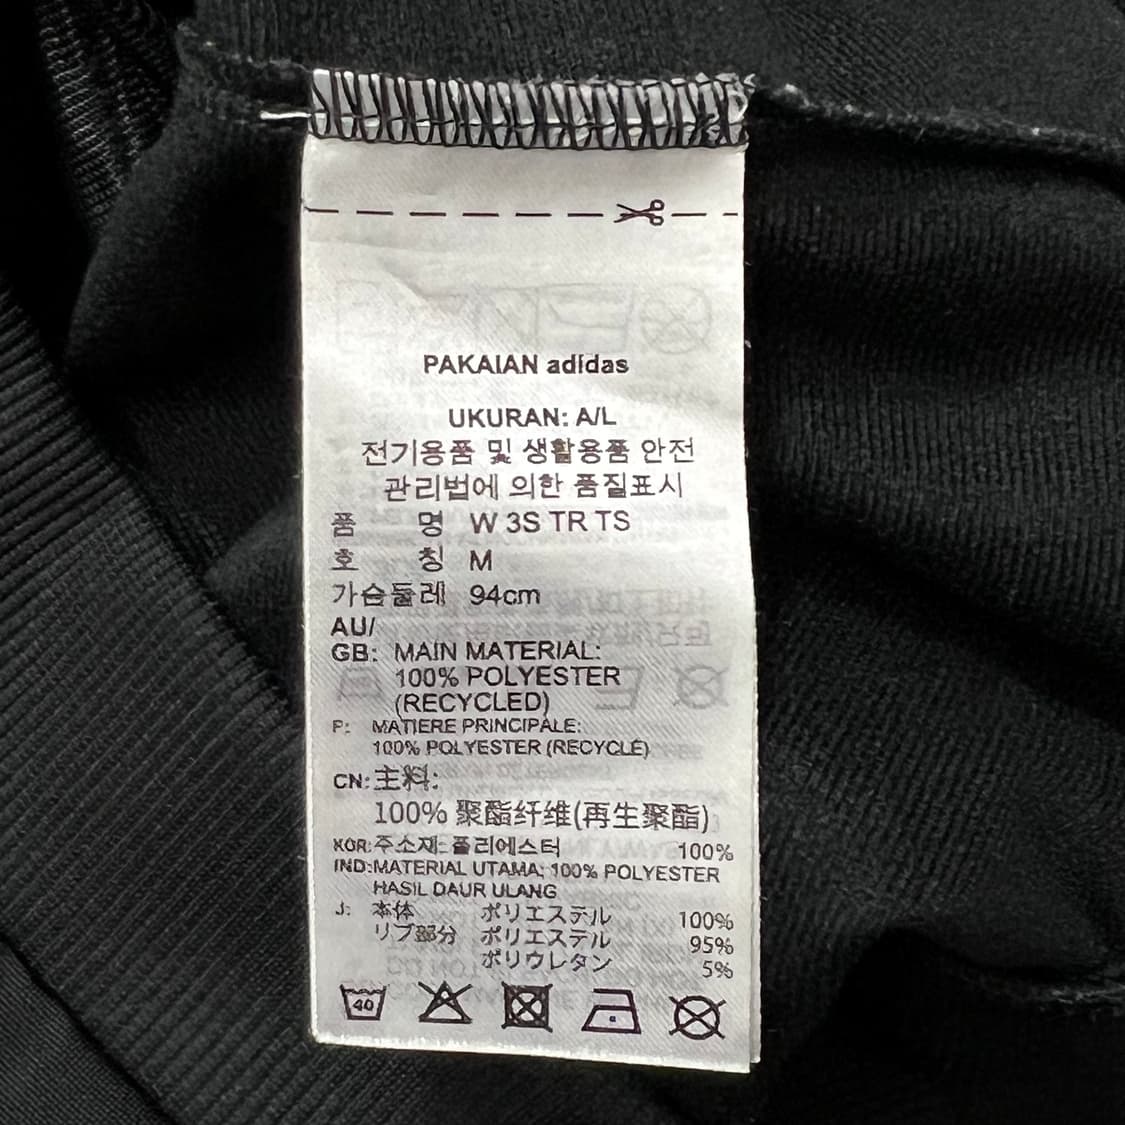 PAKAIAN adidas
UKURAN: A/L
전기용품 및 생활용품 안전
관리법에 의한 품질표시
품 명 W 3S TR TS
호 칭 M
가슴둘레 94cm
AU/
GB: MAIN MATERIAL:
100% POLYESTER
(RECYCLED)
F: MATIERE PRINCIPALE:
100% POLYESTER (RECYCLÉ)
CN: 主料:
100% 聚酯纤维(再生聚酯)
KOR: 주소재: 폴리에스터 100%
IND: MATERIAL UTAMA: 100% POLYESTER
HASIL DAUR ULANG
J: 本体 ポリエステル 100%
リブ部分 ポリエステル 95%
ポリウレタン 5%
40